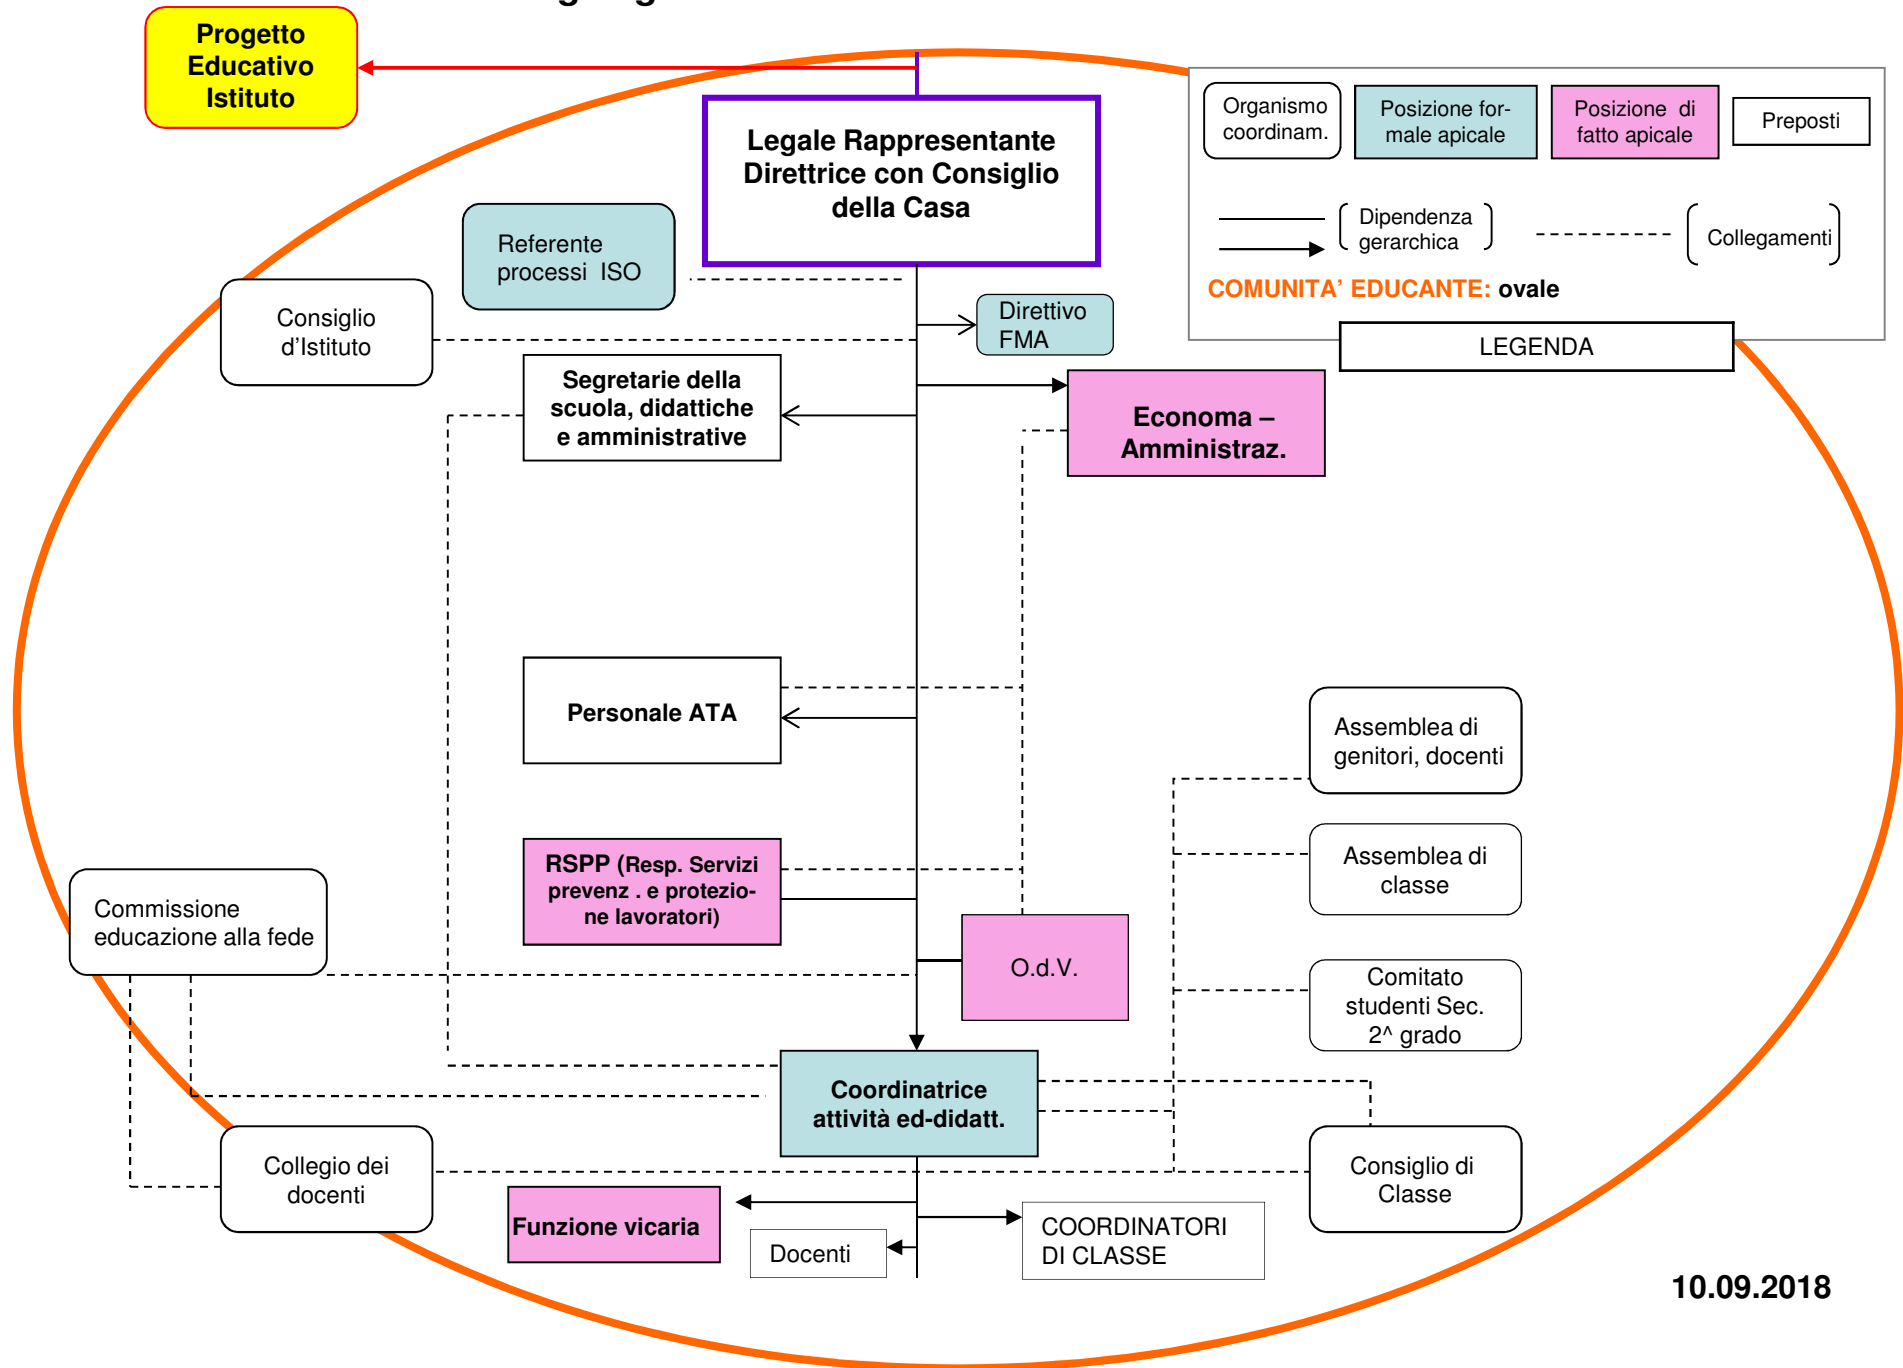 Progetto
Educativo
Istituto
Legale Rappresentante
Direttrice con Consiglio
della Casa
Organismo
coordinam.
Posizione for-
male apicale
Posizione di
fatto apicale
Preposti
Dipendenza
gerarchica
Collegamenti
COMUNITA’ EDUCANTE: ovale
LEGENDA
Referente
processi ISO
Consiglio
d’Istituto
Direttivo
FMA
Segretarie della
scuola, didattiche
e amministrative
Economa –
Amministraz.
Personale ATA
Assemblea di
genitori, docenti
RSPP (Resp. Servizi
prevenz . e protezio-
ne lavoratori)
Assemblea di
classe
Commissione
educazione alla fede
O.d.V.
Comitato
studenti Sec.
2^ grado
Coordinatrice
attività ed-didatt.
Collegio dei
docenti
Consiglio di
Classe
Funzione vicaria
Docenti
COORDINATORI
DI CLASSE
10.09.2018